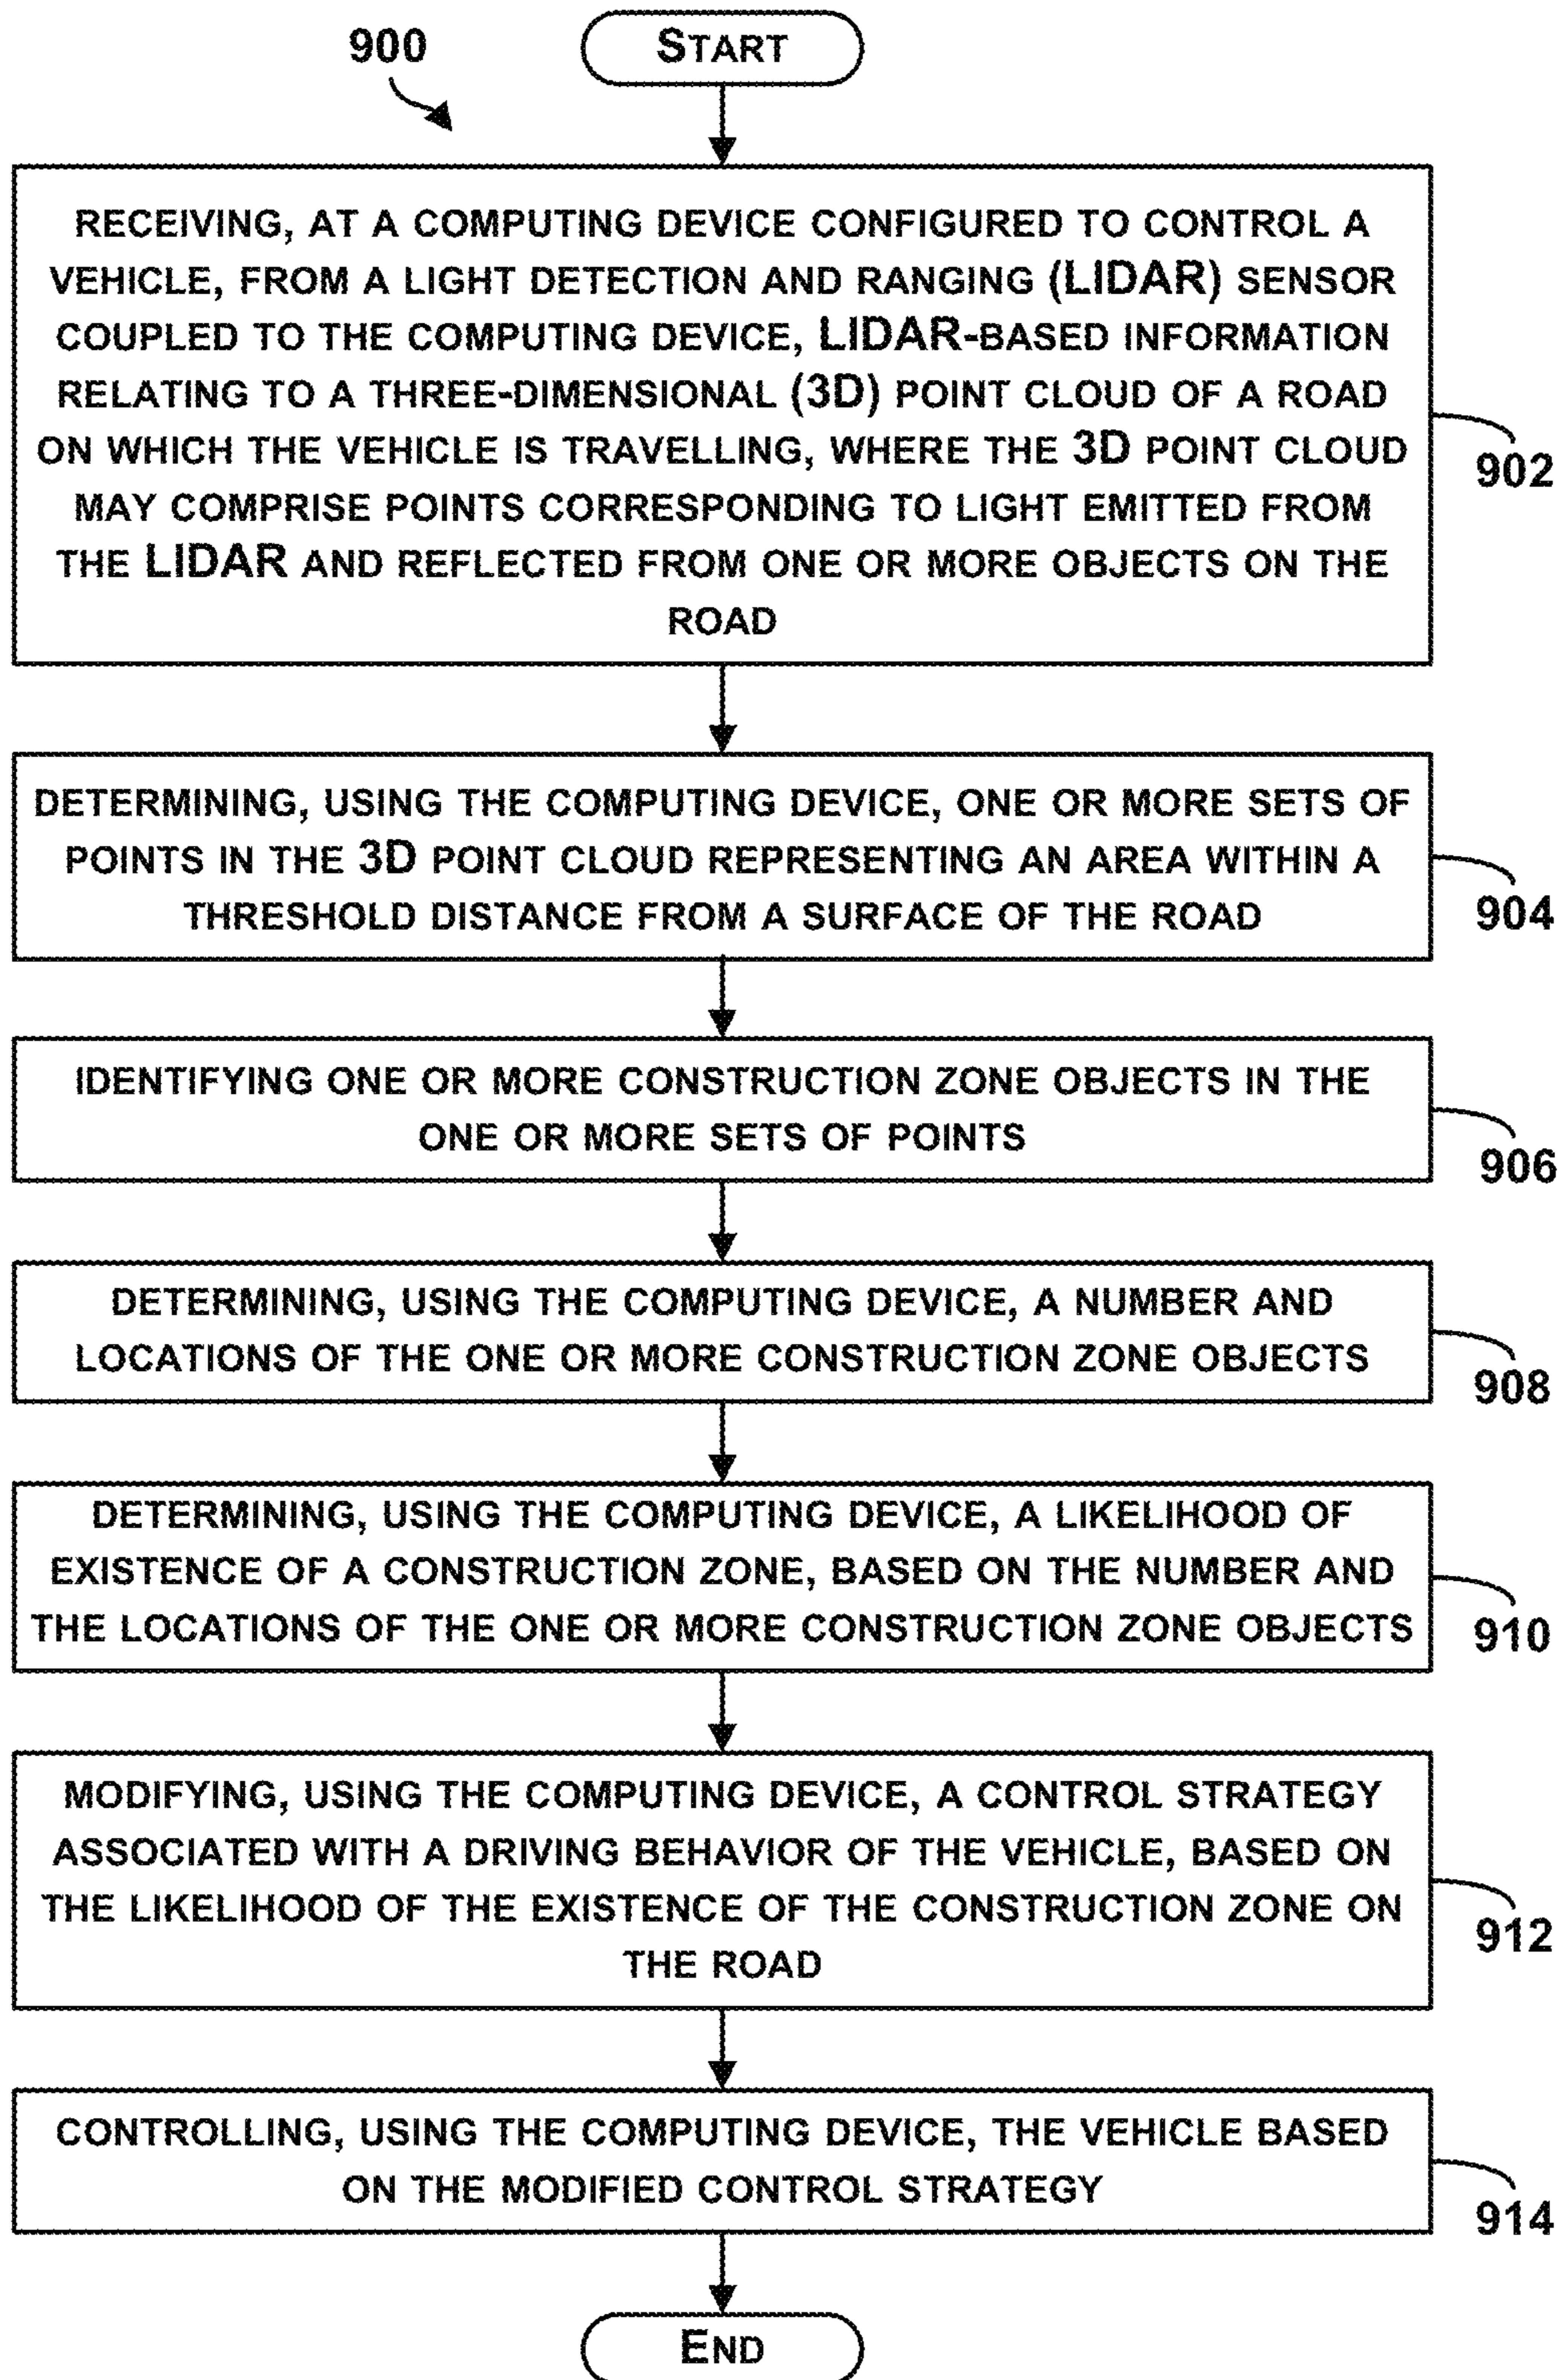 900
START
RECEIVING, AT A COMPUTING DEVICE CONFIGURED TO CONTROL A
VEHICLE, FROM A LIGHT DETECTION AND RANGING (LIDAR) SENSOR
COUPLED TO THE COMPUTING DEVICE, LIDAR-BASED INFORMATION
RELATING TO A THREE-DIMENSIONAL (3D) POINT CLOUD OF A ROAD
ON WHICH THE VEHICLE IS TRAVELLING, WHERE THE 3D POINT CLOUD
MAY COMPRISE POINTS CORRESPONDING TO LIGHT EMITTED FROM
THE LIDAR AND REFLECTED FROM ONE OR MORE OBJECTS ON THE
ROAD
902
DETERMINING, USING THE COMPUTING DEVICE, ONE OR MORE SETS OF
POINTS IN THE 3D POINT CLOUD REPRESENTING AN AREA WITHIN A
THRESHOLD DISTANCE FROM A SURFACE OF THE ROAD
904
IDENTIFYING ONE OR MORE CONSTRUCTION ZONE OBJECTS IN THE
ONE OR MORE SETS OF POINTS
906
DETERMINING, USING THE COMPUTING DEVICE, A NUMBER AND
LOCATIONS OF THE ONE OR MORE CONSTRUCTION ZONE OBJECTS
908
DETERMINING, USING THE COMPUTING DEVICE, A LIKELIHOOD OF
EXISTENCE OF A CONSTRUCTION ZONE, BASED ON THE NUMBER AND
THE LOCATIONS OF THE ONE OR MORE CONSTRUCTION ZONE OBJECTS
910
MODIFYING, USING THE COMPUTING DEVICE, A CONTROL STRATEGY
ASSOCIATED WITH A DRIVING BEHAVIOR OF THE VEHICLE, BASED ON
THE LIKELIHOOD OF THE EXISTENCE OF THE CONSTRUCTION ZONE ON
THE ROAD
912
CONTROLLING, USING THE COMPUTING DEVICE, THE VEHICLE BASED
ON THE MODIFIED CONTROL STRATEGY
914
END